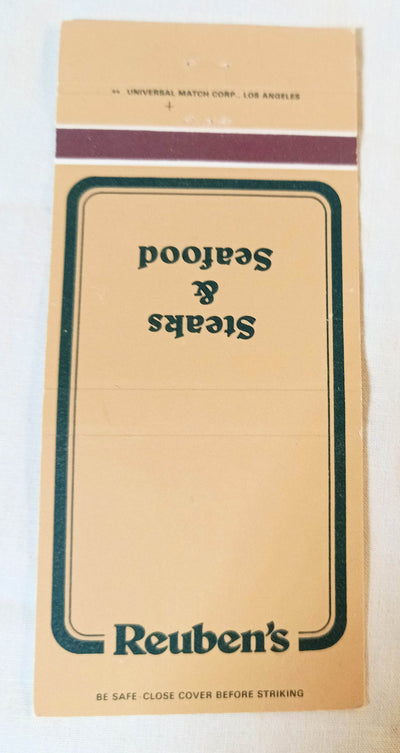 UNIVERSAL MATCH CORP., LOS ANGELES
Steaks
&
Seafood
Reuben's
BE SAFE CLOSE COVER BEFORE STRIKING